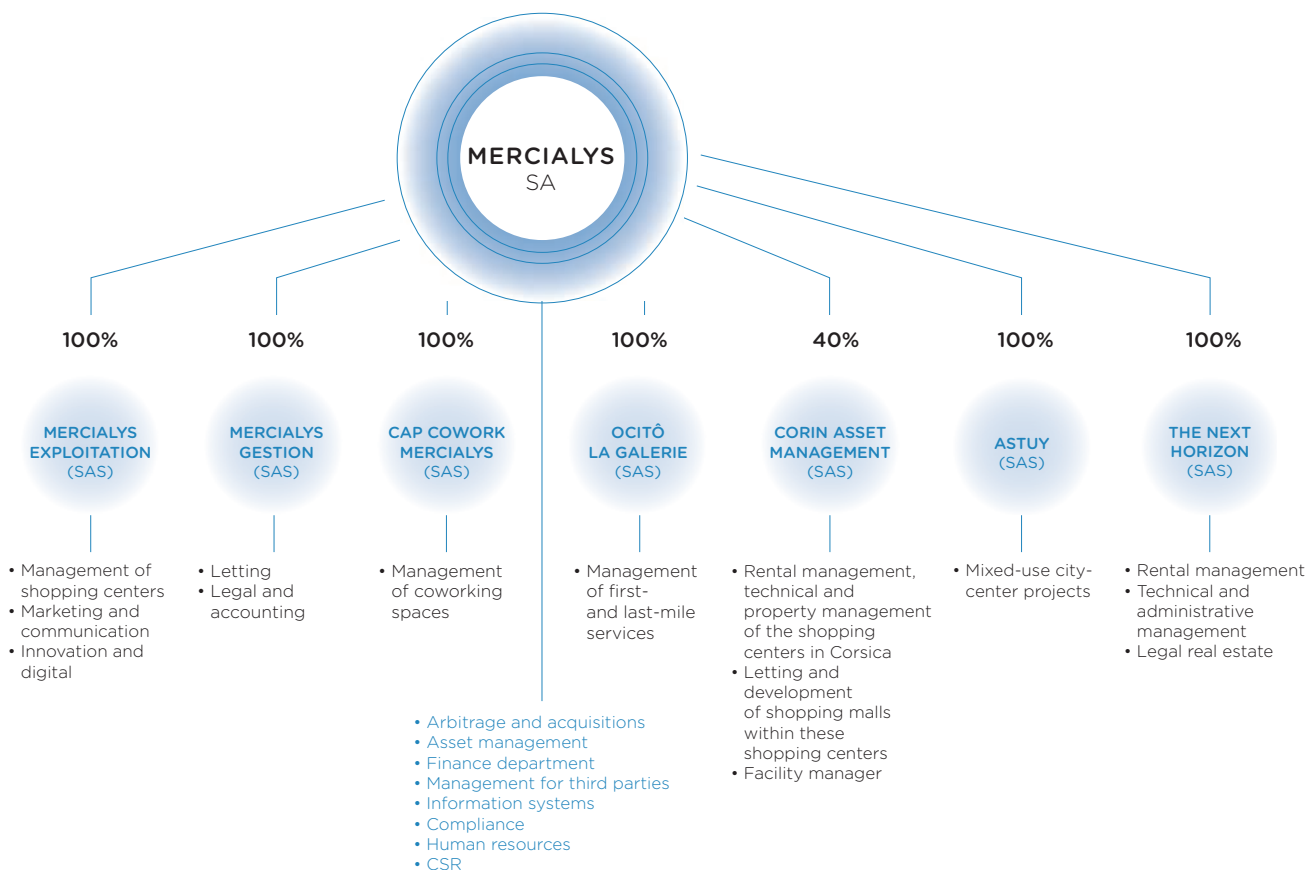 MERCIALYS
SA
100%
100%
100%
100%
40%
100%
100%
MERCIALYS
EXPLOITATION
(SAS)
MERCIALYS
GESTION
(SAS)
CAP COWORK
MERCIALYS
(SAS)
OCITÔ
LA GALERIE
(SAS)
CORIN ASSET
MANAGEMENT
(SAS)
ASTUY
(SAS)
THE NEXT
HORIZON
(SAS)
• Management of
shopping centers
• Marketing and
communication
• Innovation and
digital
• Letting
• Legal and
accounting
• Management
of coworking
spaces
• Management
of first-
and last-mile
services
• Rental management,
technical and
property management
of the shopping
centers in Corsica
• Letting and
development
of shopping malls
within these
shopping centers
• Facility manager
• Mixed-use city-
center projects
• Rental management
• Technical and
administrative
management
• Legal real estate
• Arbitrage and acquisitions
• Asset management
• Finance department
• Management for third parties
• Information systems
• Compliance
• Human resources
• CSR